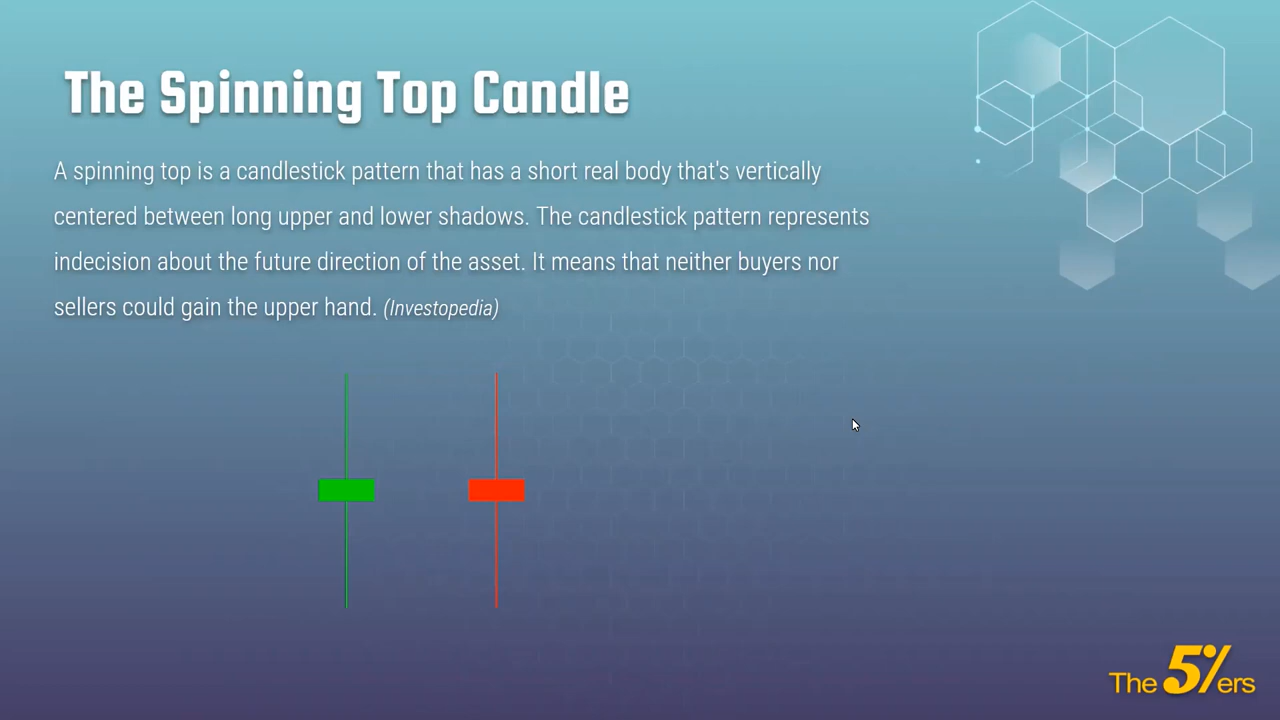 The Spinning Top Candle
A spinning top is a candlestick pattern that has a short real body that's vertically
centered between long upper and lower shadows. The candlestick pattern represents
indecision about the future direction of the asset. It means that neither buyers nor
sellers could gain the upper hand. (Investopedia)
The 5%ers